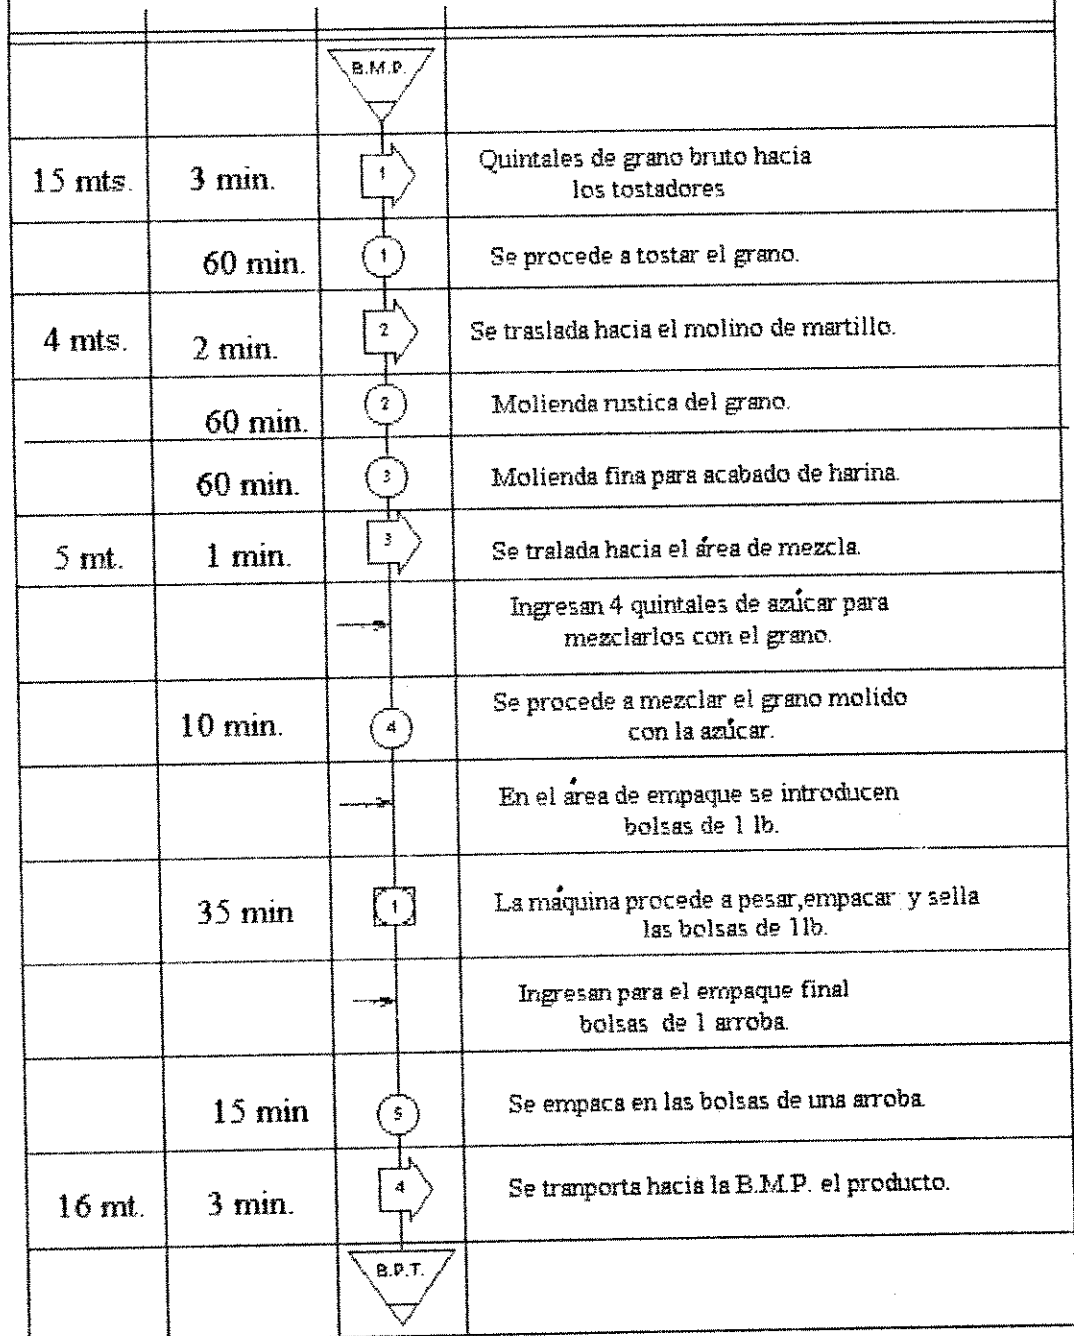 B.M.P.
15 mts.
3 min.
1
Quintales de grano bruto hacia
los tostadores
60 min.
1
Se procede a tostar el grano.
4 mts.
2 min.
2
Se traslada hacia el molino de martillo.
60 min.
2
Molienda rustica del grano.
60 min.
3
Molienda fina para acabado de harina.
5 mt.
1 min.
3
Se tralada hacia el área de mezcla.
Ingresan 4 quintales de azúcar para
mezclarlos con el grano.
10 min.
4
Se procede a mezclar el grano molido
con la azúcar.
En el área de empaque se introducen
bolsas de 1 lb.
35 min
1
La máquina procede a pesar,empacar y sella
las bolsas de 1lb.
Ingresan para el empaque final
bolsas de 1 arroba.
15 min
5
Se empaca en las bolsas de una arroba
16 mt.
3 min.
4
Se tranporta hacia la B.M.P. el producto.
B.P.T.